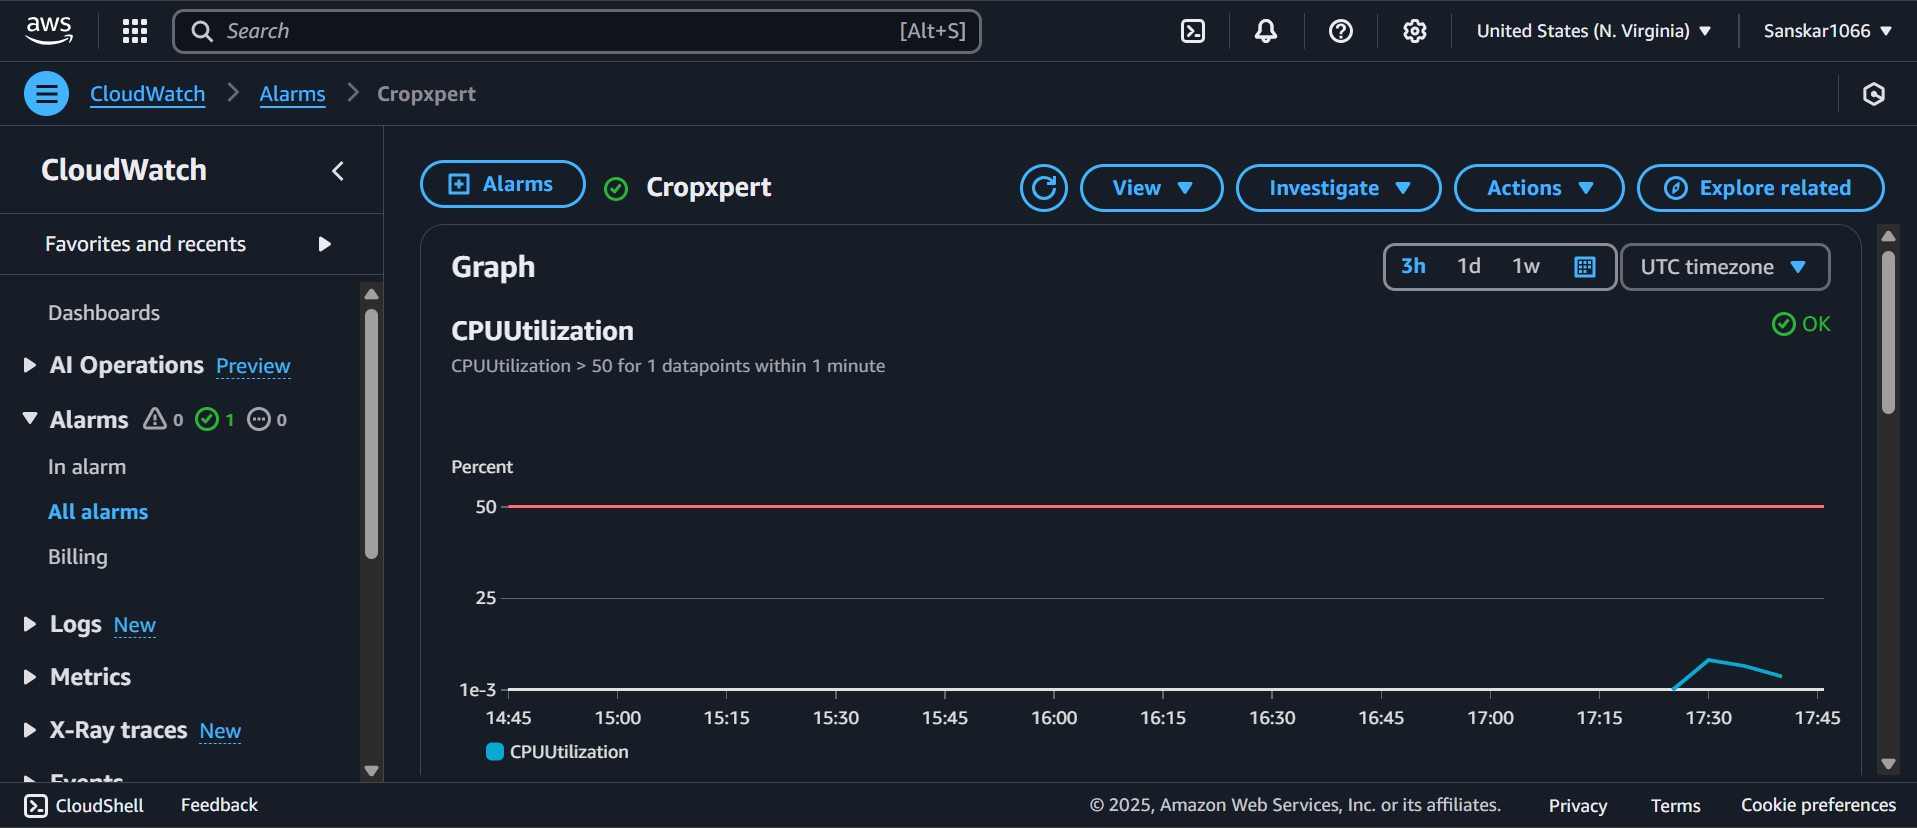 aws
Search [Alt+S]
United States (N. Virginia)
Sanskar1066
CloudWatch Alarms Cropxpert
CloudWatch
Favorites and recents
Dashboards
AI Operations Preview
Alarms 0 1 0
In alarm
All alarms
Billing
Logs New
Metrics
X-Ray traces New
Events
Alarms
Cropxpert
View
Investigate
Actions
Explore related
Graph
3h 1d 1w
UTC timezone
CPUUtilization
OK
CPUUtilization > 50 for 1 datapoints within 1 minute
Percent
50
25
1e-3
14:45 15:00 15:15 15:30 15:45 16:00 16:15 16:30 16:45 17:00 17:15 17:30 17:45
CPUUtilization
CloudShell Feedback © 2025, Amazon Web Services, Inc. or its affiliates. Privacy Terms Cookie preferences